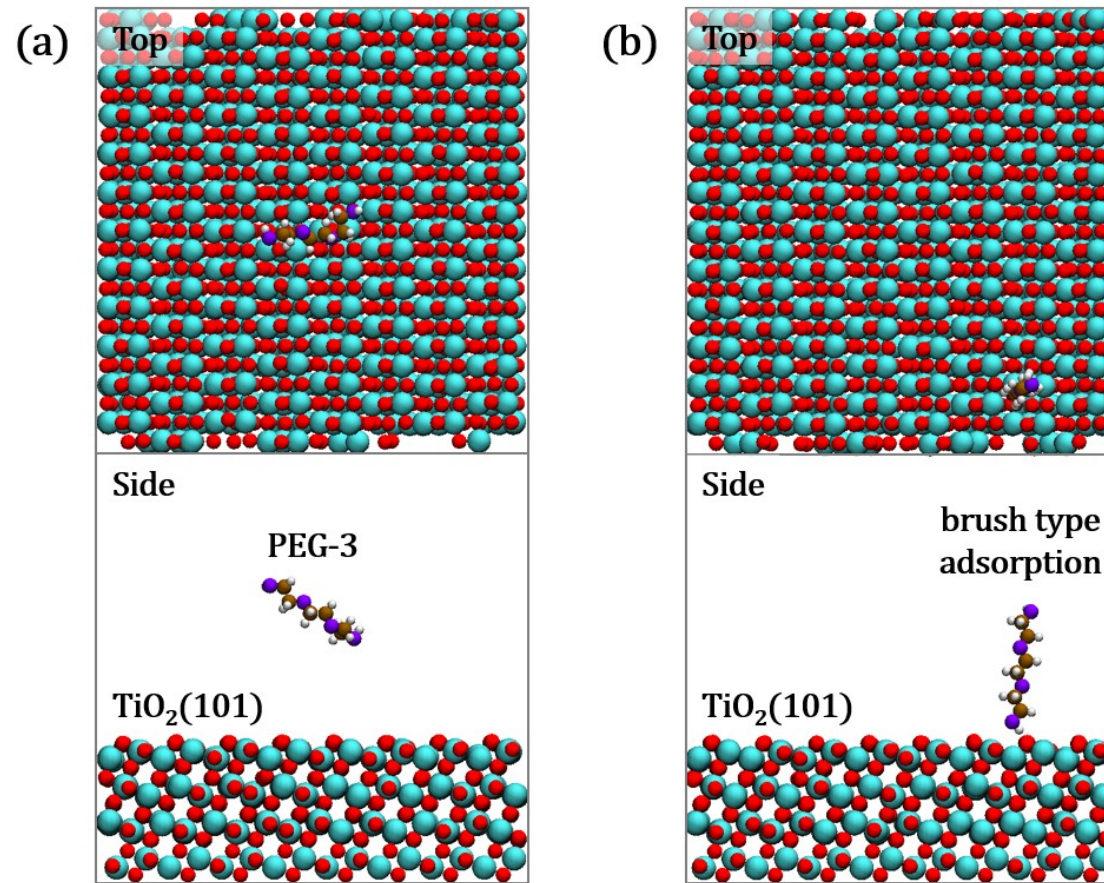 (a)
Top
Side
PEG-3
TiO₂(101)
(b)
Top
Side
brush type
adsorption
TiO₂(101)